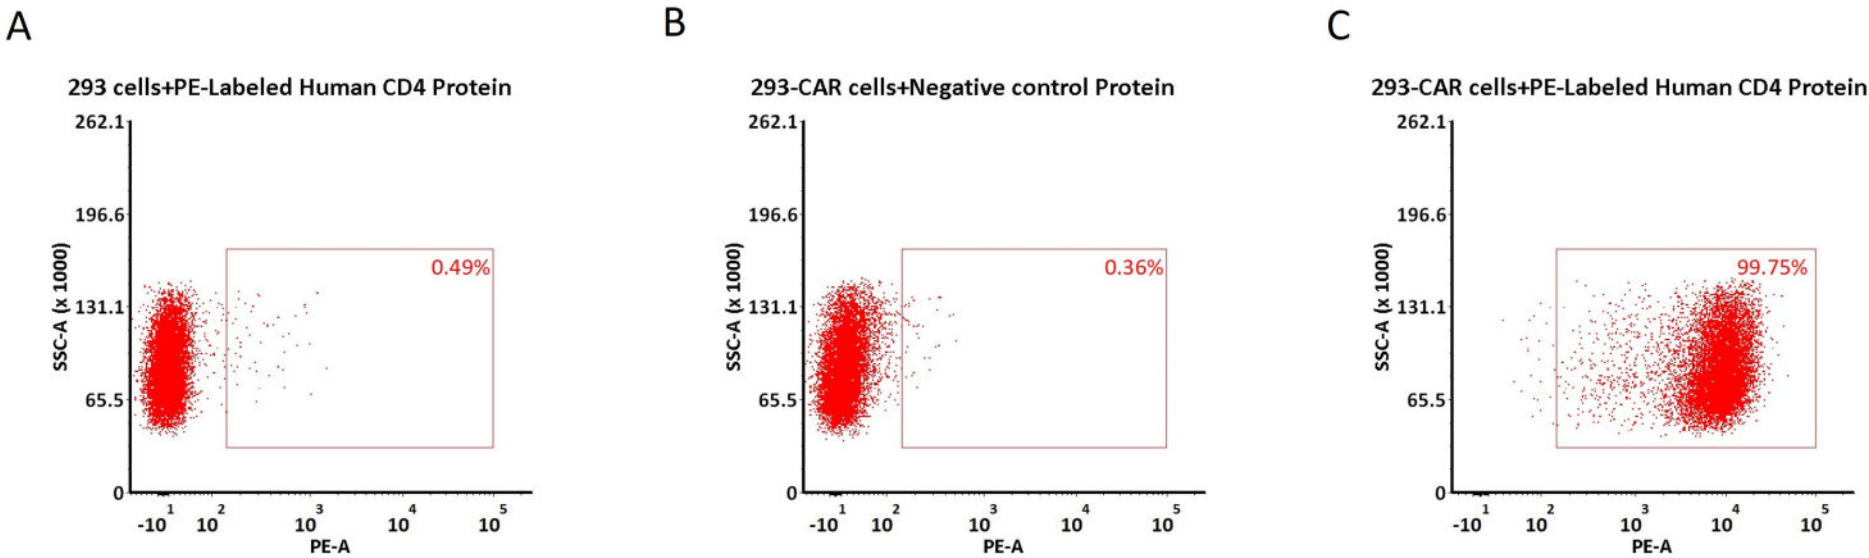 A
293 cells+PE-Labeled Human CD4 Protein
262.1
196.6
131.1
65.5
0
SSC-A (x 1000)
0.49%
-10 1 10 2 10 3 10 4 10 5
PE-A
B
293-CAR cells+Negative control Protein
262.1
196.6
131.1
65.5
0
SSC-A (x 1000)
0.36%
-10 1 10 2 10 3 10 4 10 5
PE-A
C
293-CAR cells+PE-Labeled Human CD4 Protein
262.1
196.6
131.1
65.5
0
SSC-A (x 1000)
99.75%
-10 1 10 2 10 3 10 4 10 5
PE-A